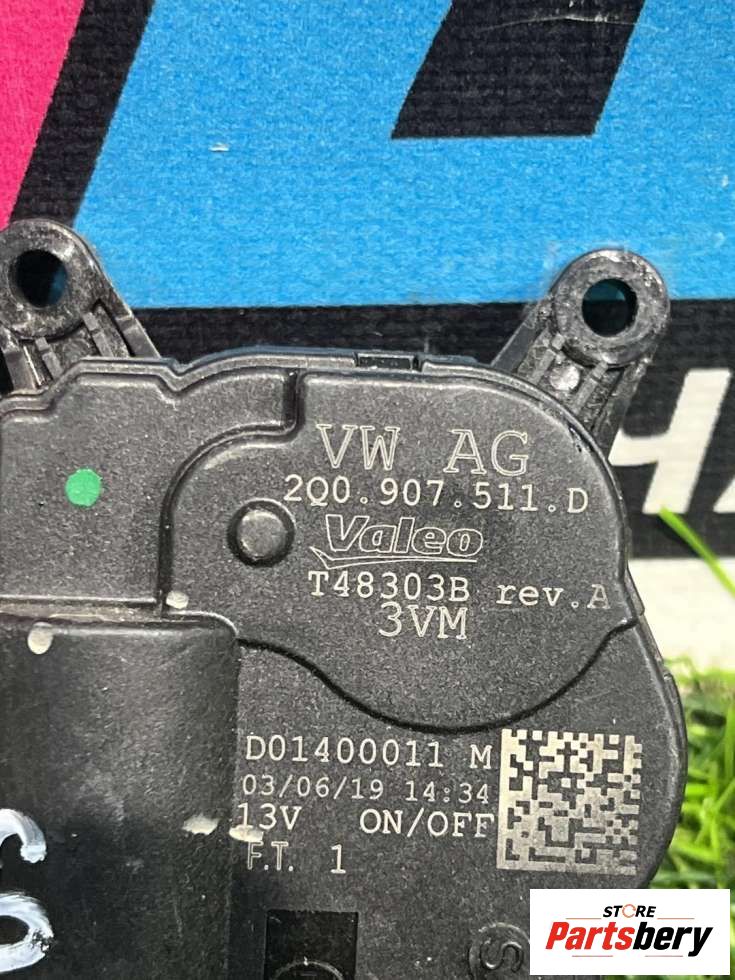 VW AG
2Q0.907.511.D
Valeo
T48303B rev.A
3VM
D01400011 M
03/06/19 14:34
13V ON/OFF
F.T. 1
S
STORE
Partsbery